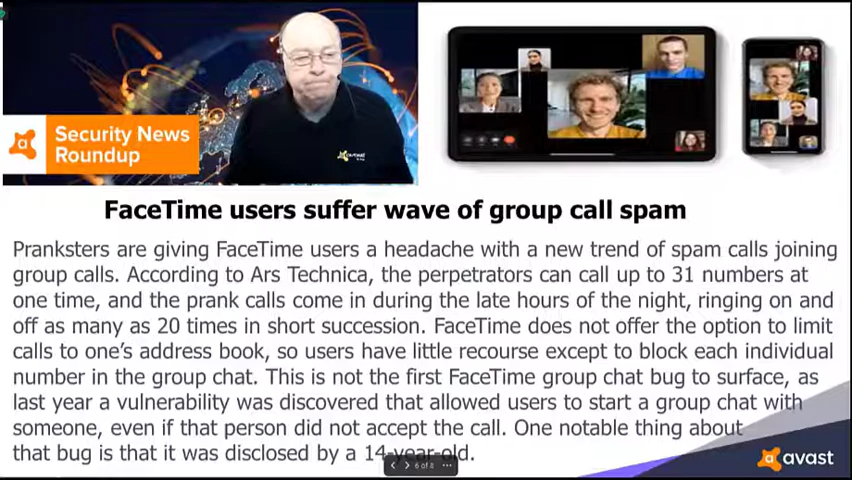 Security News
Roundup
avast
FaceTime users suffer wave of group call spam
Pranksters are giving FaceTime users a headache with a new trend of spam calls joining
group calls. According to Ars Technica, the perpetrators can call up to 31 numbers at
one time, and the prank calls come in during the late hours of the night, ringing on and
off as many as 20 times in short succession. FaceTime does not offer the option to limit
calls to one’s address book, so users have little recourse except to block each individual
number in the group chat. This is not the first FaceTime group chat bug to surface, as
last year a vulnerability was discovered that allowed users to start a group chat with
someone, even if that person did not accept the call. One notable thing about
that bug is that it was disclosed by a 14-year-old.
6 of 8
avast